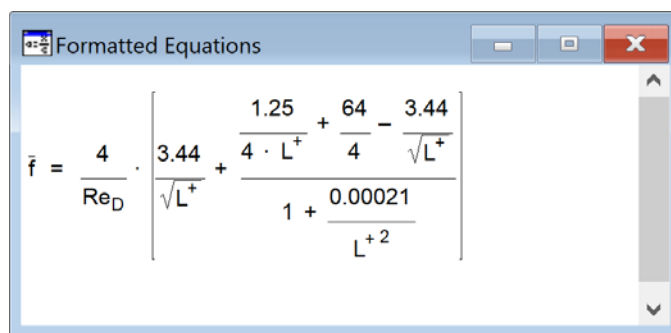 Formatted Equations
f̄ = 4 / Re_D · [ 3.44 / √L⁺ + ( 1.25 / (4 · L⁺) + 64 / 4 − 3.44 / √L⁺ ) / ( 1 + 0.00021 / L⁺ ² ) ]